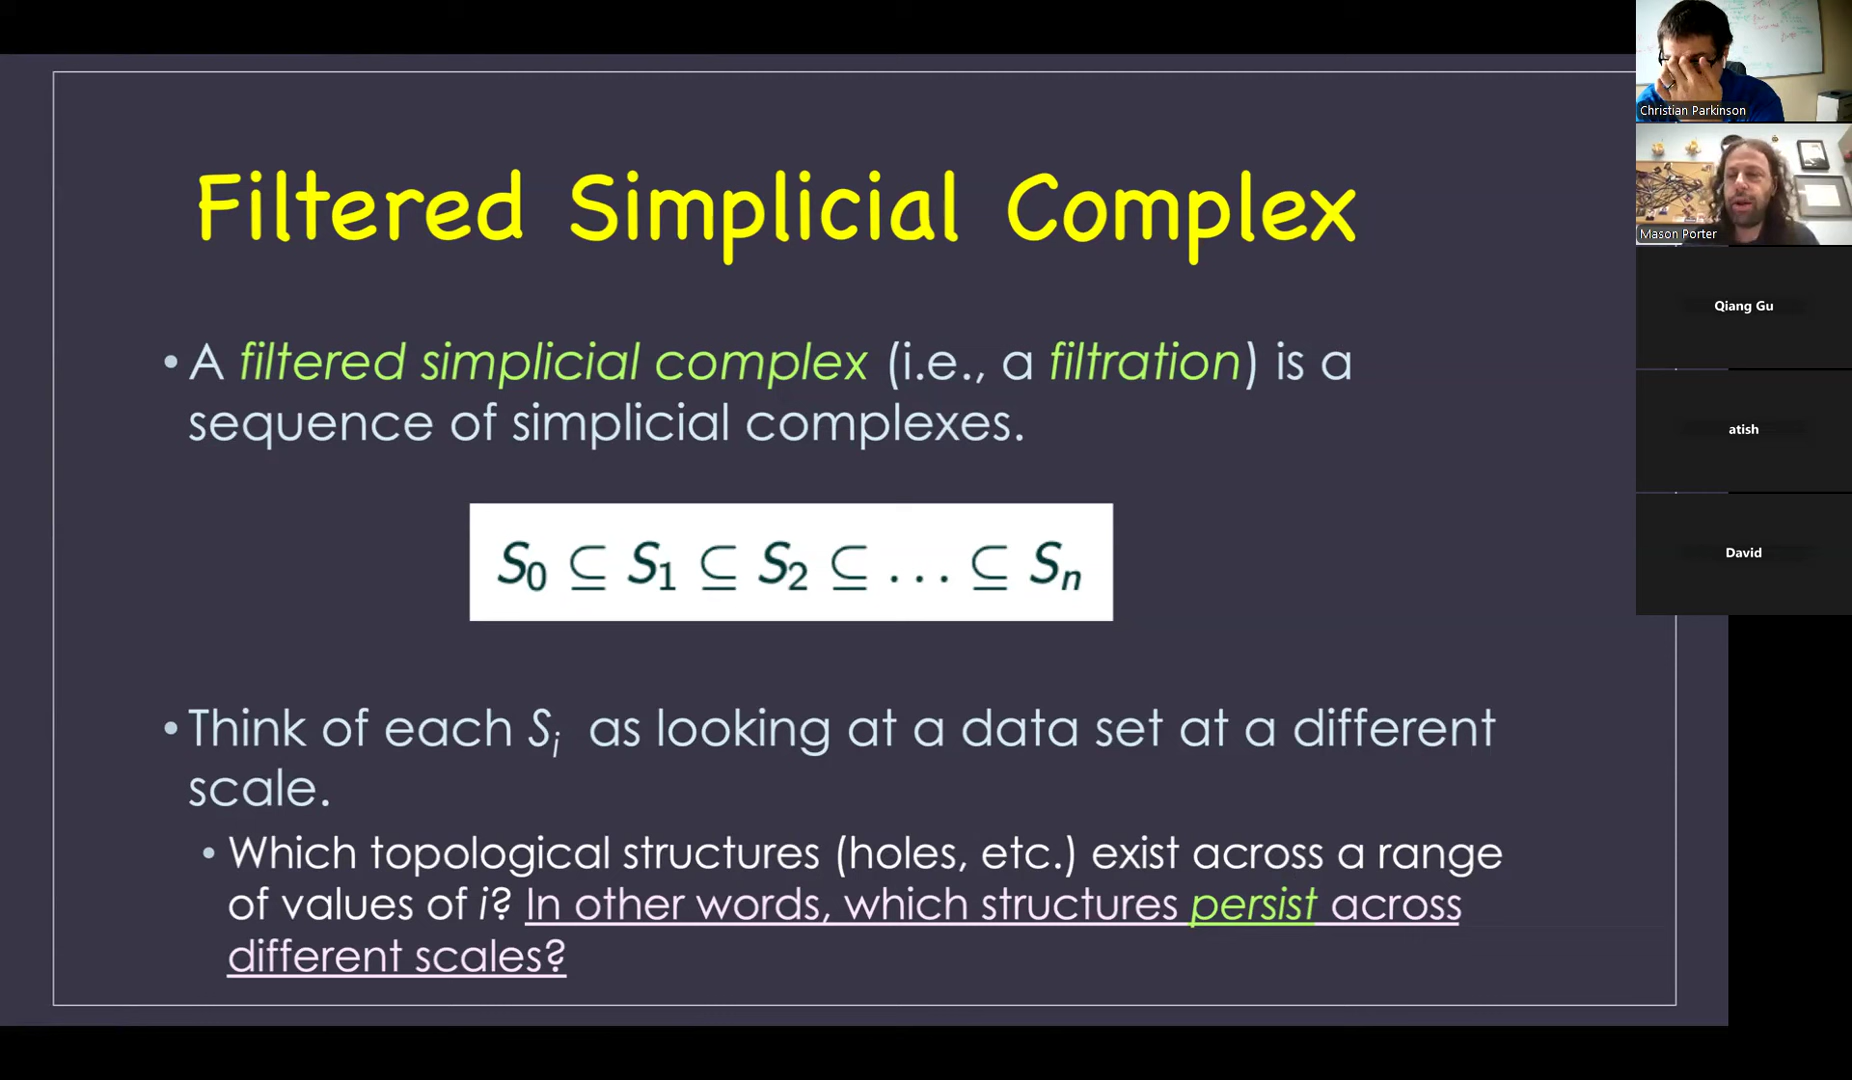 Filtered Simplicial Complex
• A filtered simplicial complex (i.e., a filtration) is a
sequence of simplicial complexes.
S₀ ⊆ S₁ ⊆ S₂ ⊆ ... ⊆ Sₙ
• Think of each Sᵢ as looking at a data set at a different
scale.
• Which topological structures (holes, etc.) exist across a range
of values of i? In other words, which structures persist across
different scales?
Christian Parkinson
Mason Porter
Qiang Gu
atish
David